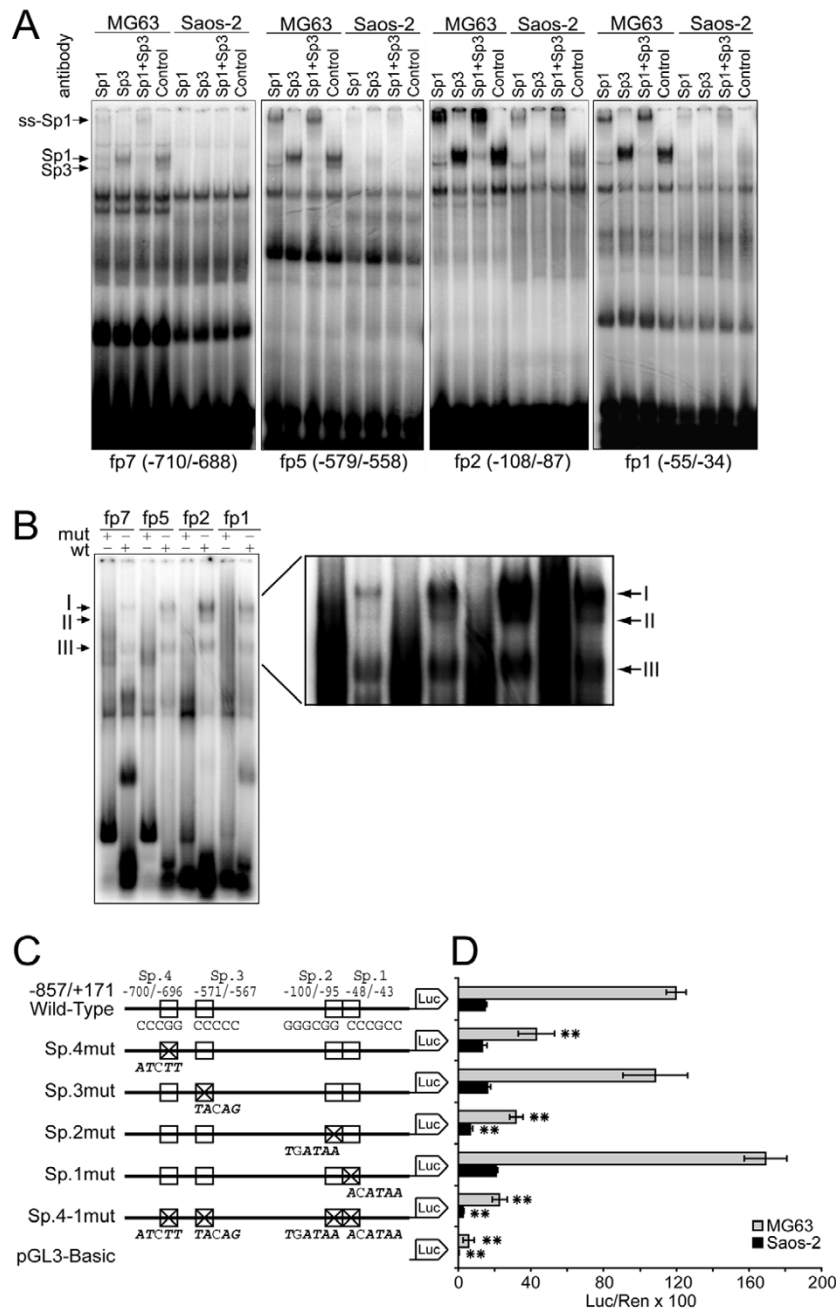 A
MG63 Saos-2 MG63 Saos-2 MG63 Saos-2 MG63 Saos-2
antibody
Sp1 Sp3 Sp1+Sp3 Control Sp1 Sp3 Sp1+Sp3 Control Sp1 Sp3 Sp1+Sp3 Control Sp1 Sp3 Sp1+Sp3 Control Sp1 Sp3 Sp1+Sp3 Control Sp1 Sp3 Sp1+Sp3 Control Sp1 Sp3 Sp1+Sp3 Control Sp1 Sp3 Sp1+Sp3 Control
ss-Sp1
Sp1
Sp3
fp7 (-710/-688) fp5 (-579/-558) fp2 (-108/-87) fp1 (-55/-34)
B
fp7 fp5 fp2 fp1
mut + − + − + − + −
wt − + − + − + − +
I
II
III
I
II
III
C
D
Sp.4 Sp.3 Sp.2 Sp.1
-857/+171 -700/-696 -571/-567 -100/-95 -48/-43
Wild-Type Luc
CCCGG CCCCC GGGCGG CCCGCC
Sp.4mut Luc **
ATCTT
Sp.3mut Luc
TACAG
Sp.2mut Luc **
**
TGATAA
Sp.1mut Luc
ACATAA
Sp.4-1mut Luc **
**
ATCTT TACAG TGATAA ACATAA
pGL3-Basic Luc **
**
MG63
Saos-2
0 40 80 120 160 200
Luc/Ren x 100